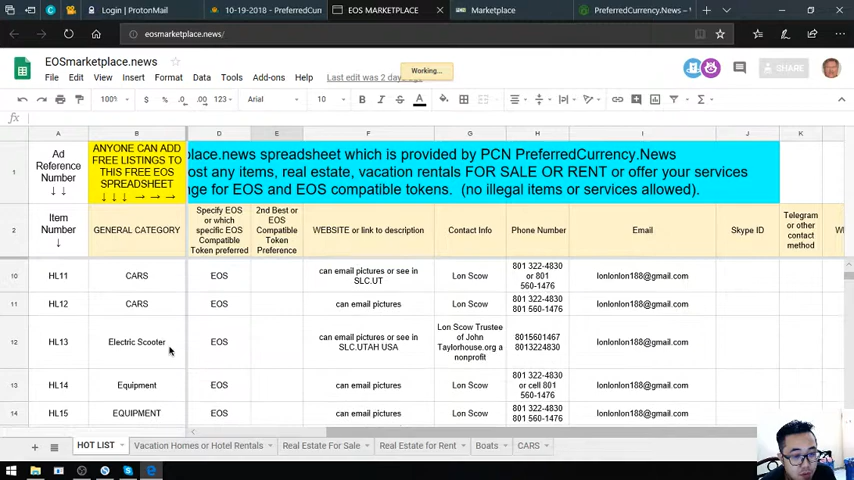 Login | ProtonMail
10-19-2018 - PreferredCurr
EOS MARKETPLACE
Marketplace
PreferredCurrency.News – 
eosmarketplace.news/
EOSmarketplace.news
File Edit View Insert Format Data Tools Add-ons Help Last edit was 2 days
Working...
SHARE
100% $ % .0 .00 123 Arial 10 B I S A
fx
A B D E F G H I J K
1
Ad
Reference
Number
↓ ↓
ANYONE CAN ADD
FREE LISTINGS TO
THIS FREE EOS
SPREADSHEET
↓ ↓ ↓ → → →
place.news spreadsheet which is provided by PCN PreferredCurrency.News
ost any items, real estate, vacation rentals FOR SALE OR RENT or offer your services
nge for EOS and EOS compatible tokens. (no illegal items or services allowed).
2
Item
Number
↓
GENERAL CATEGORY
Specify EOS
or which
specific EOS
Compatible
Token preferred
2nd Best or
EOS
Compatible
Token
Preference
WEBSITE or link to description
Contact Info
Phone Number
Email
Skype ID
Telegram
or other
contact
method
10 HL11 CARS EOS
can email pictures or see in
SLC.UT
Lon Scow
801 322-4830
or 801
560-1476
lonlonlon188@gmail.com
11 HL12 CARS EOS can email pictures Lon Scow
801 322-4830
801 560-1476
lonlonlon188@gmail.com
12 HL13 Electric Scooter EOS
can email pictures or see in
SLC.UTAH USA
Lon Scow Trustee
of John
Taylorhouse.org a
nonprofit
8015601467
8013224830
lonlonlon188@gmail.com
13 HL14 Equipment EOS can email pictures Lon Scow
801 322-4830
or cell 801
560-1476
lonlonlon188@gmail.com
14 HL15 EQUIPMENT EOS can email pictures Lon Scow
801 322-4830
801 560-1476
lonlonlon188@gmail.com
HOT LIST Vacation Homes or Hotel Rentals Real Estate For Sale Real Estate for Rent Boats CARS